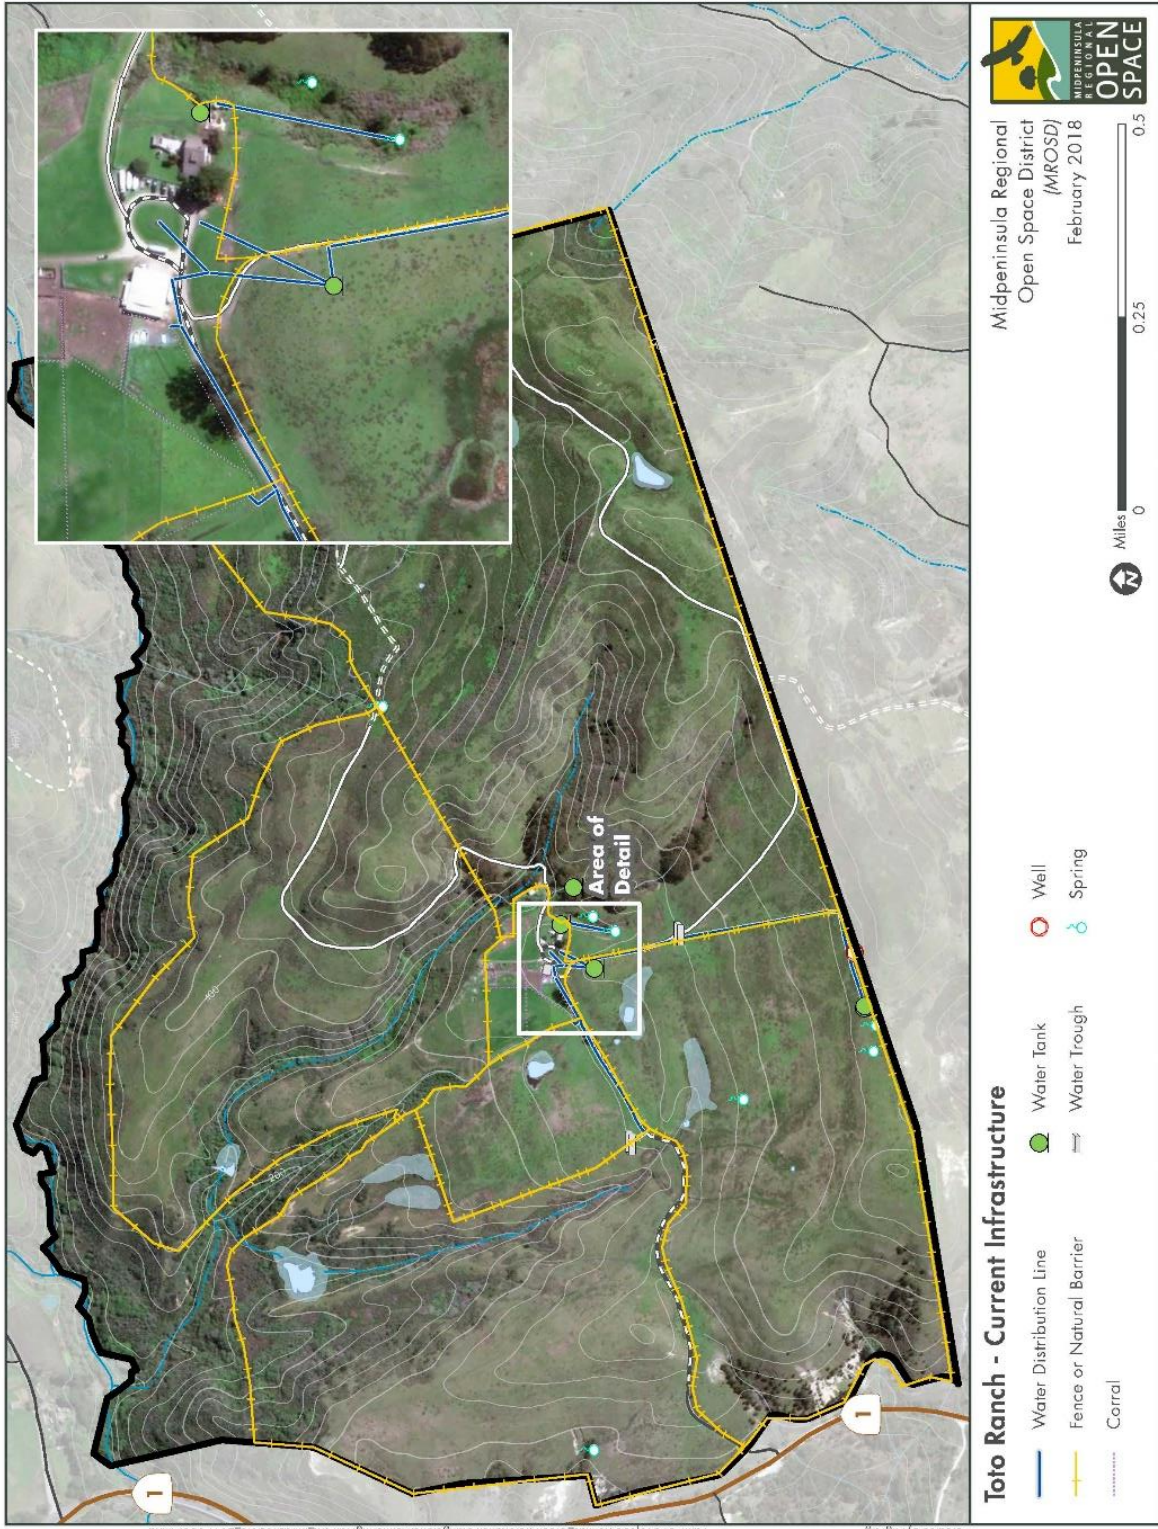 Toto Ranch - Current Infrastructure
Water Distribution Line
Fence or Natural Barrier
Corral
Water Tank
Water Trough
Well
Spring
Midpeninsula Regional
Open Space District
(MROSD)
February 2018
MIDPENINSULA
REGIONAL
OPEN
SPACE
N
Miles
0
0.25
0.5
Area of
Detail
1
1
400
200